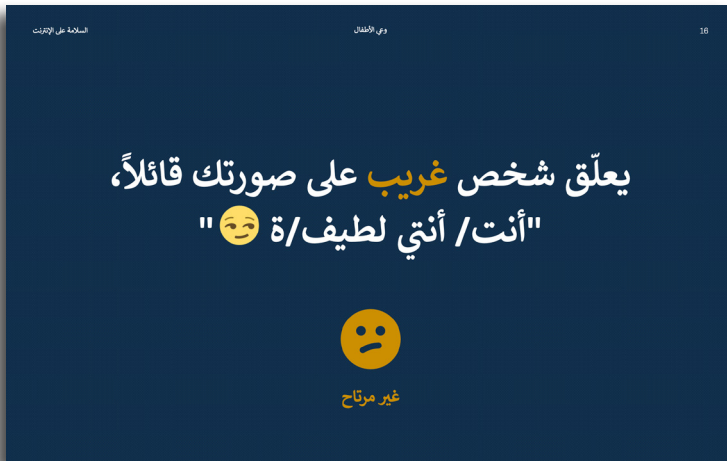 السلامة على الإنترنت
وعي الأطفال
16
يعلّق شخص غريب على صورتك قائلاً،
"أنت/ أنتي لطيف/ة 😏"
غير مرتاح